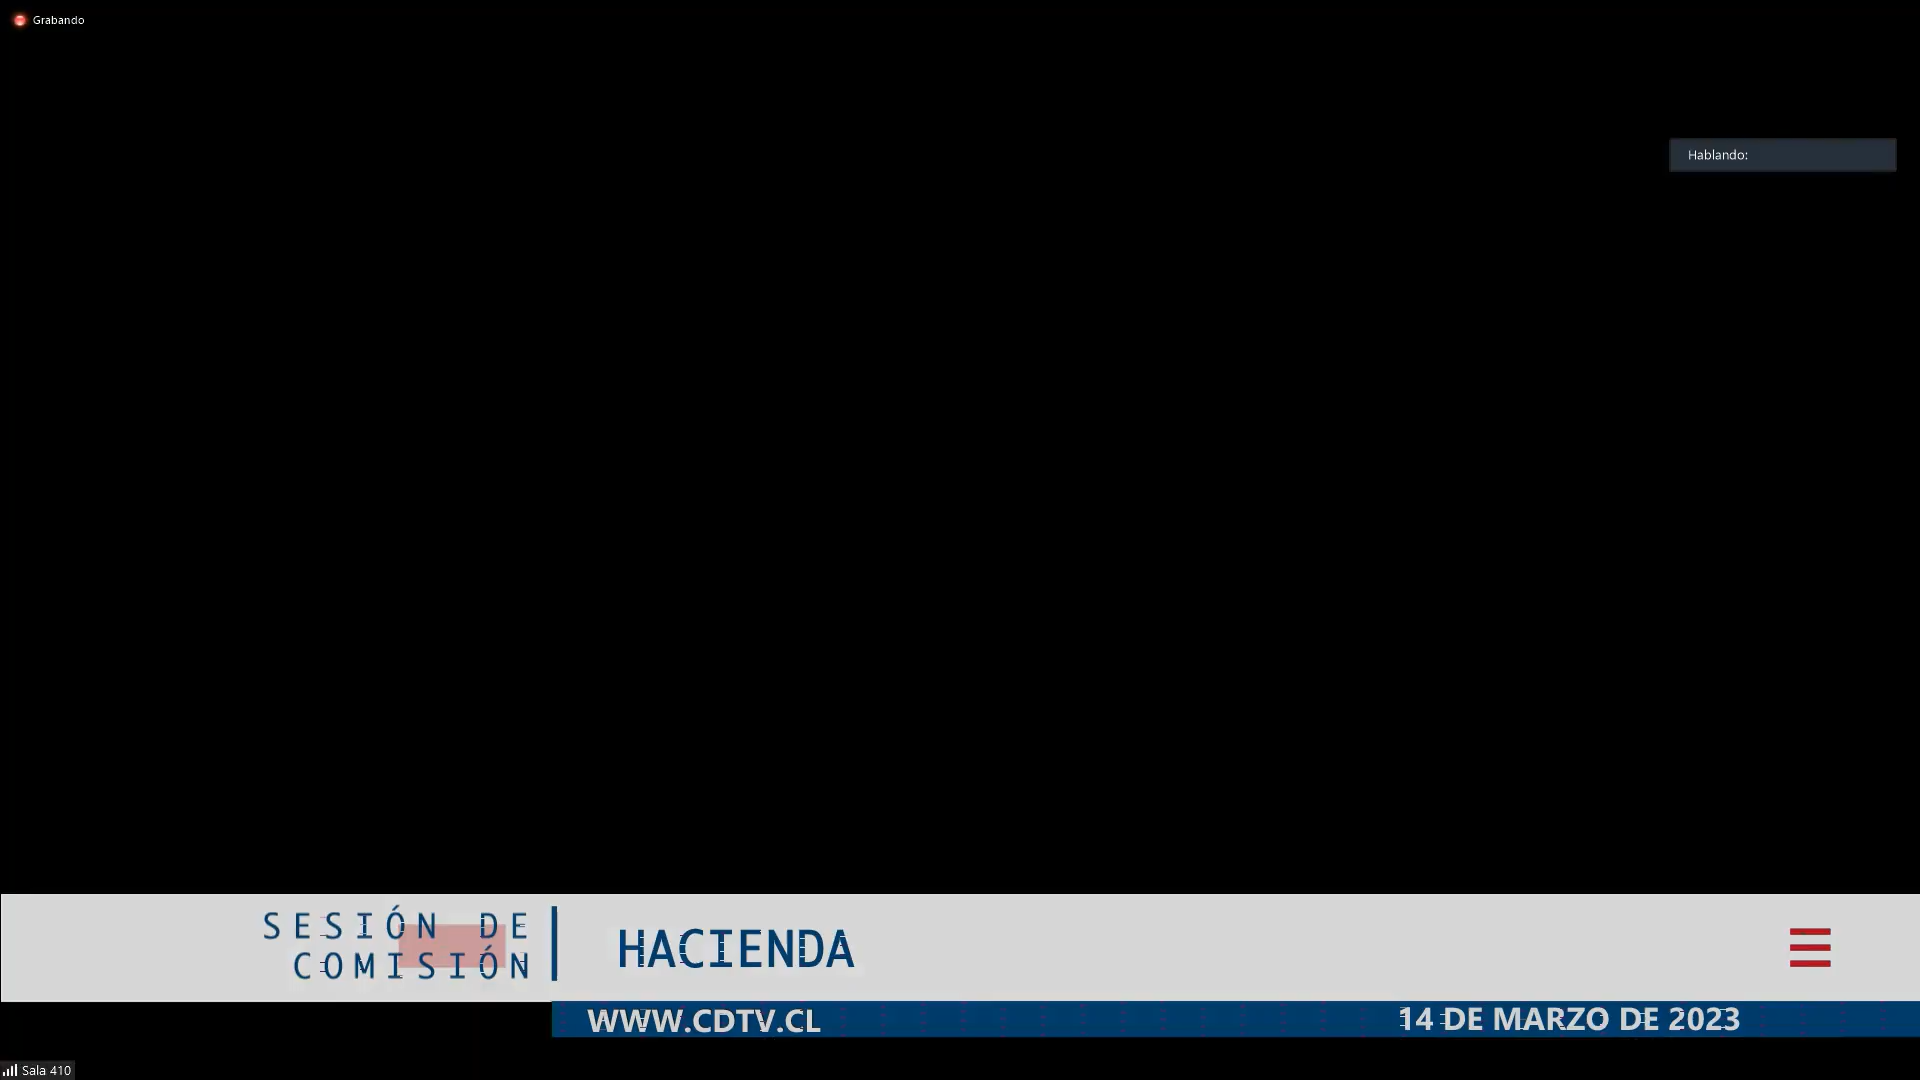 Grabando
Hablando:
SESIÓN DE
COMISIÓN
HACIENDA
WWW.CDTV.CL
14 DE MARZO DE 2023
Sala 410